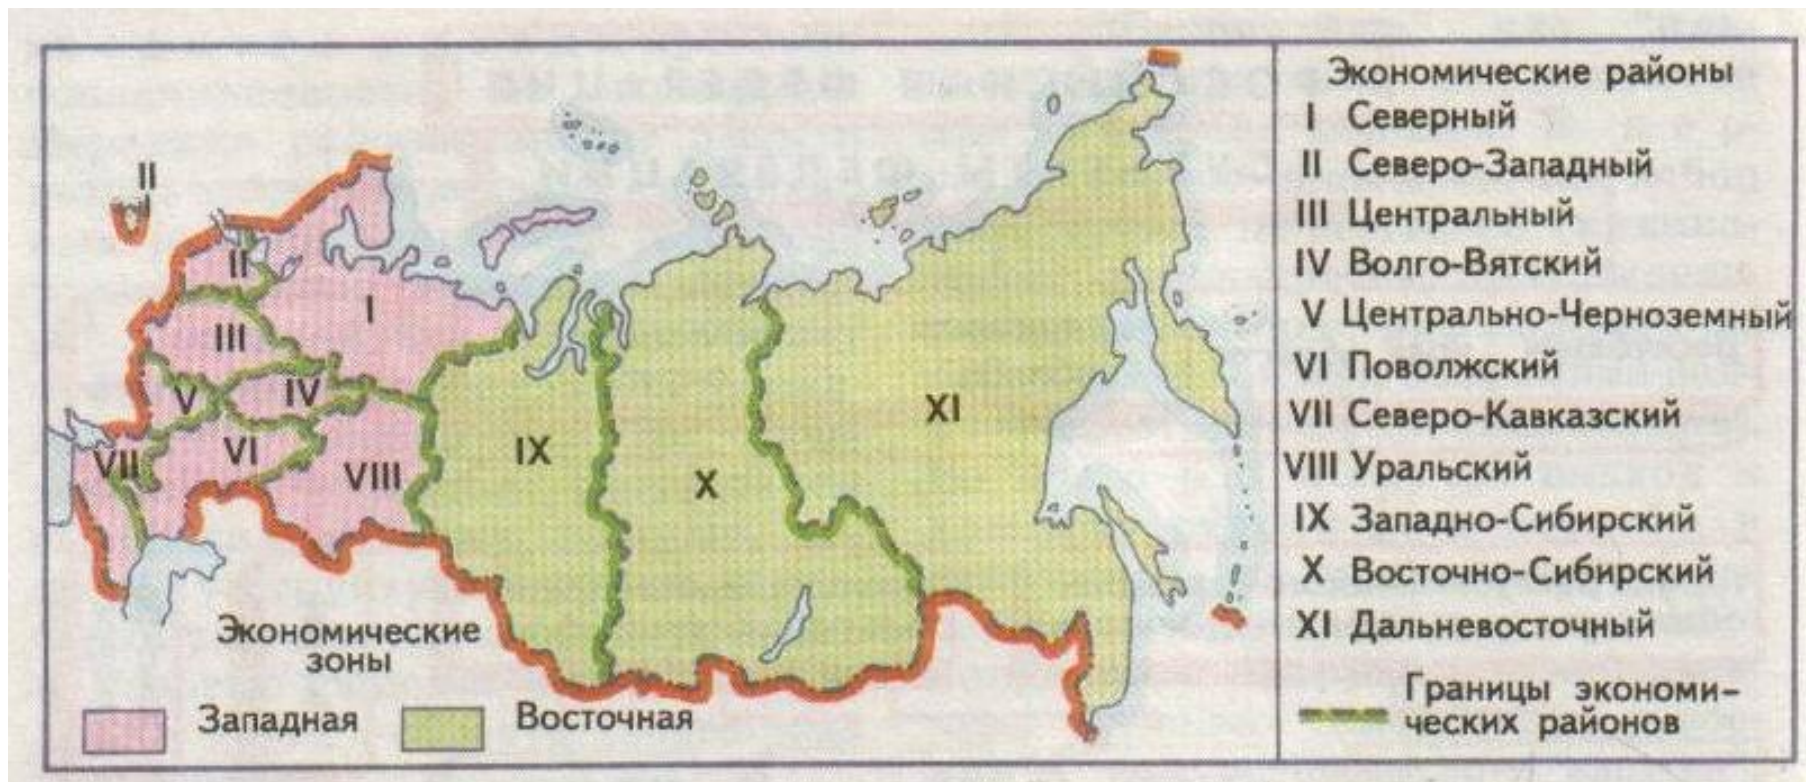 II
II
I
III
IV
V
VI
VII
VIII
IX
X
XI
Экономические
зоны
Западная
Восточная
Экономические районы
I Северный
II Северо-Западный
III Центральный
IV Волго-Вятский
V Центрально-Черноземный
VI Поволжский
VII Северо-Кавказский
VIII Уральский
IX Западно-Сибирский
X Восточно-Сибирский
XI Дальневосточный
Границы экономи-
ческих районов